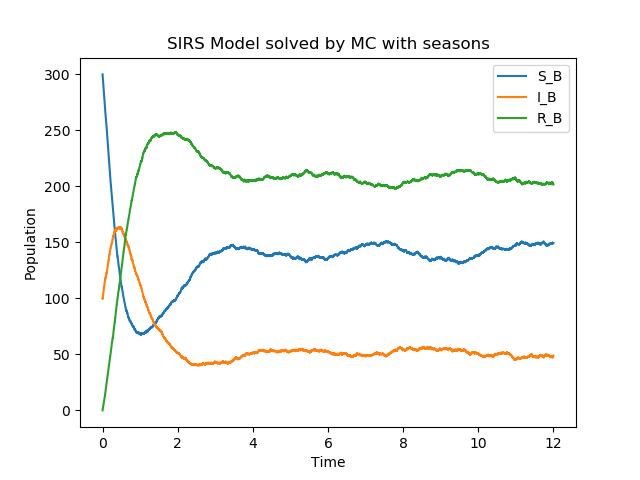 SIRS Model solved by MC with seasons
S_B
I_B
R_B
300
250
200
150
100
50
0
Population
0 2 4 6 8 10 12
Time